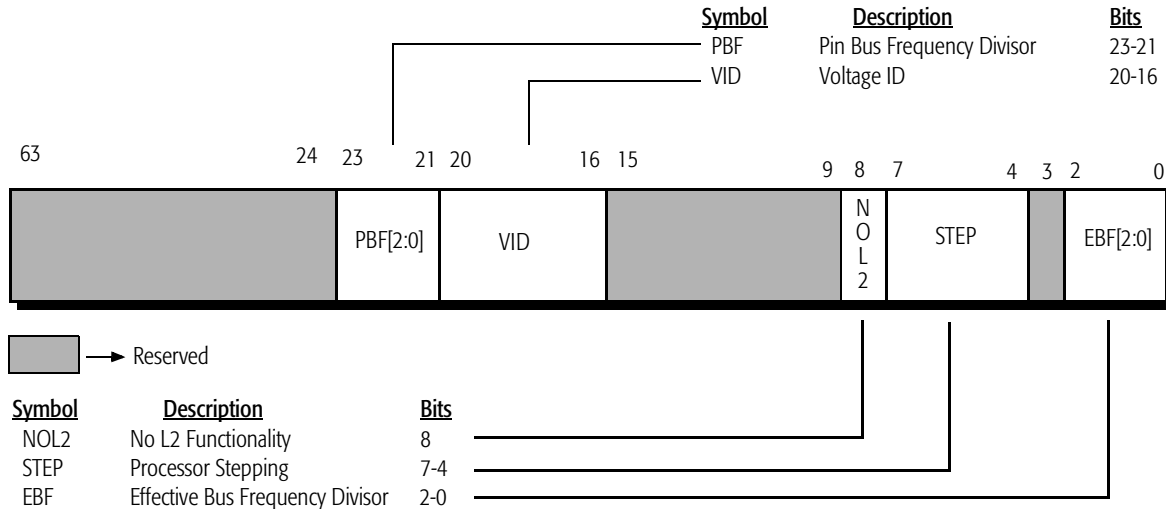 Symbol Description Bits
PBF Pin Bus Frequency Divisor 23-21
VID Voltage ID 20-16
63 24 23 21 20 16 15 9 8 7 4 3 2 0
PBF[2:0] VID NOL2 STEP EBF[2:0]
Reserved
Symbol Description Bits
NOL2 No L2 Functionality 8
STEP Processor Stepping 7-4
EBF Effective Bus Frequency Divisor 2-0